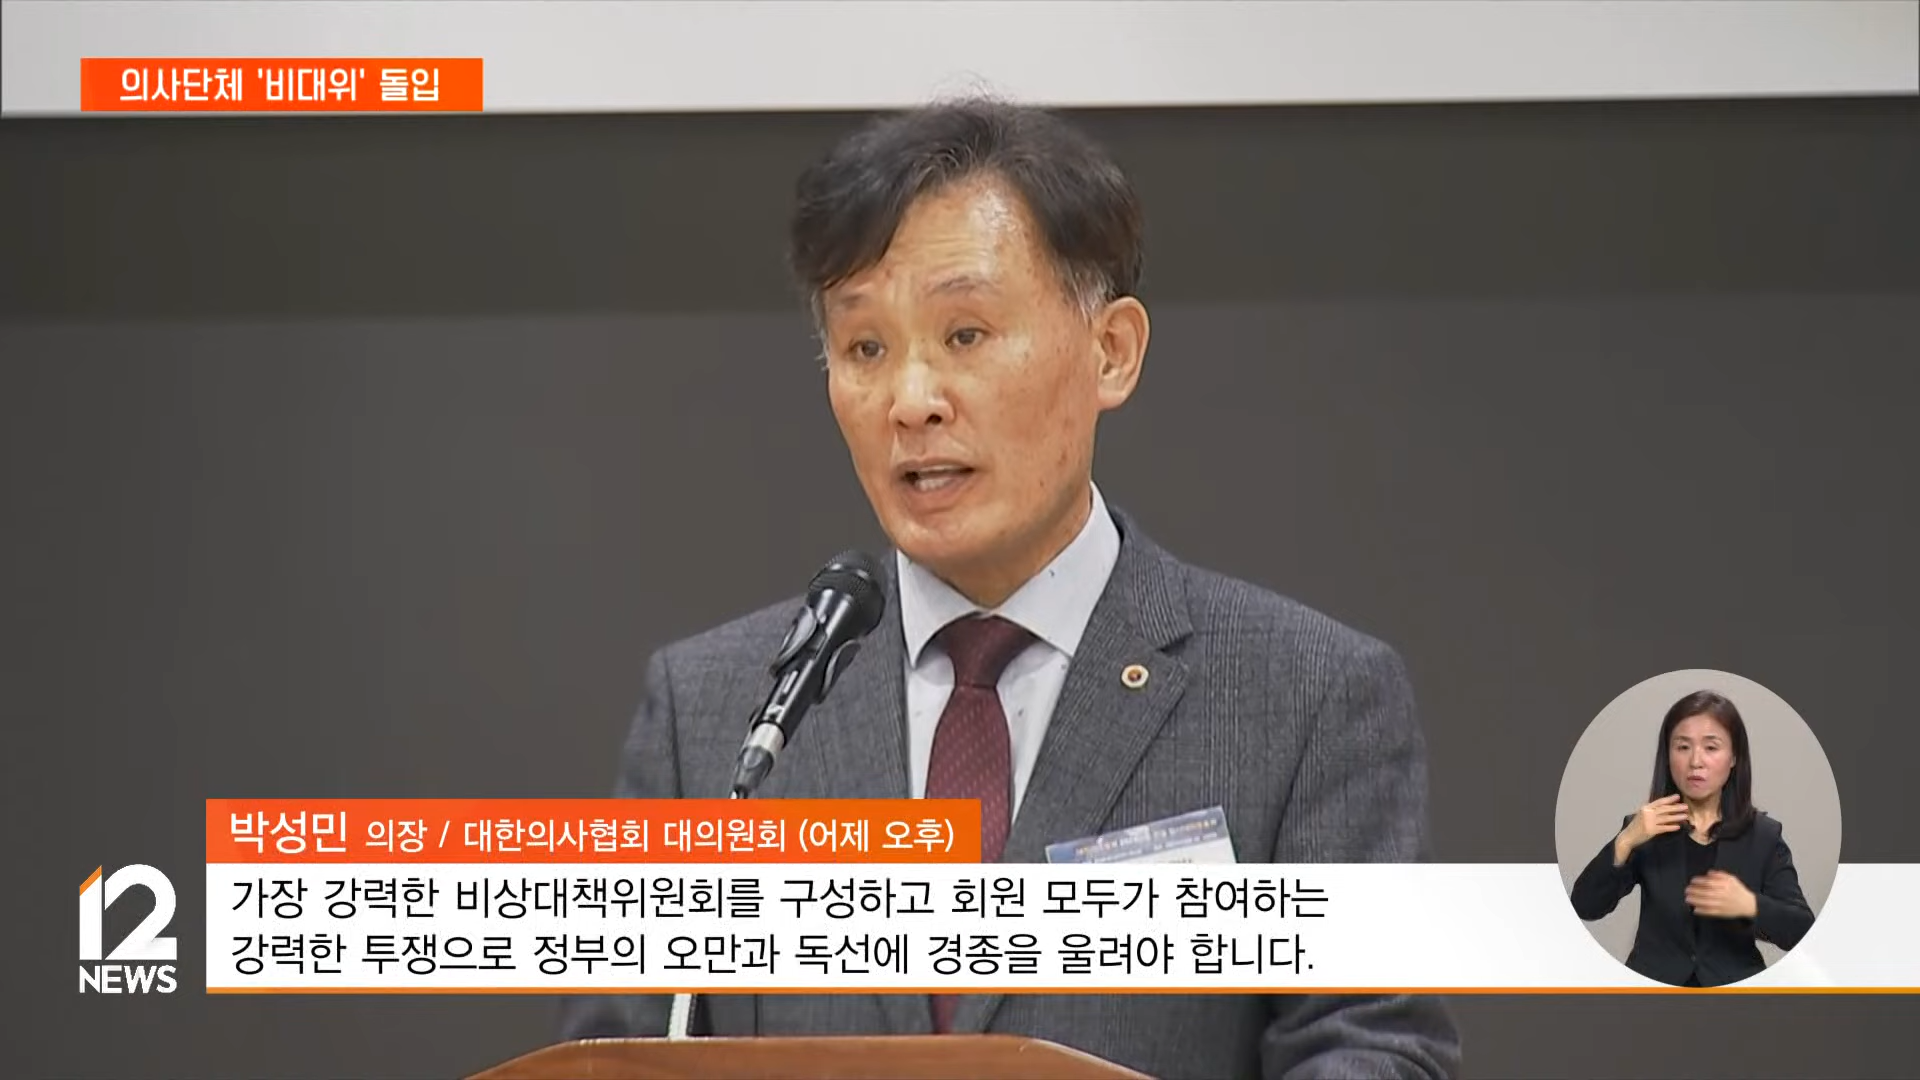 의사단체 '비대위' 돌입
박성민 의장 / 대한의사협회 대의원회 (어제 오후)
가장 강력한 비상대책위원회를 구성하고 회원 모두가 참여하는
강력한 투쟁으로 정부의 오만과 독선에 경종을 울려야 합니다.
12
NEWS